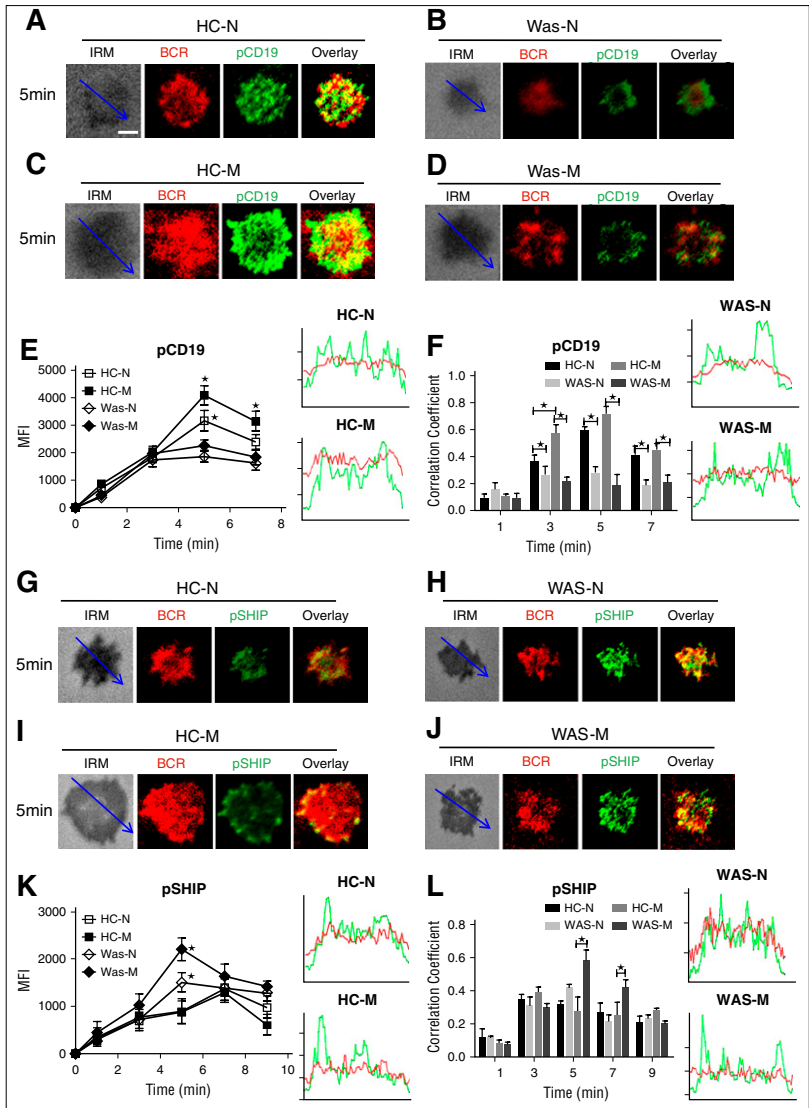 A HC-N
IRM BCR pCD19 Overlay
5min
B Was-N
IRM BCR pCD19 Overlay
C HC-M
IRM BCR pCD19 Overlay
5min
D Was-M
IRM BCR pCD19 Overlay
E pCD19
HC-N
HC-M
Was-N
Was-M
MFI
5000
4000
3000
2000
1000
0
0 2 4 6 8
Time (min)
HC-N
HC-M
F pCD19
HC-N HC-M
WAS-N WAS-M
Correlation Coefficient
1.0
0.8
0.6
0.4
0.2
0.0
1 3 5 7
Time (min)
WAS-N
WAS-M
G HC-N
IRM BCR pSHIP Overlay
5min
H WAS-N
IRM BCR pSHIP Overlay
I HC-M
IRM BCR pSHIP Overlay
5min
J WAS-M
IRM BCR pSHIP Overlay
K pSHIP
HC-N
HC-M
Was-N
Was-M
MFI
3000
2000
1000
0
0 2 4 6 8 10
Time (min)
HC-N
HC-M
L pSHIP
HC-N HC-M
WAS-N WAS-M
Correlation Coefficient
0.8
0.6
0.4
0.2
0.0
1 3 5 7 9
Time (min)
WAS-N
WAS-M